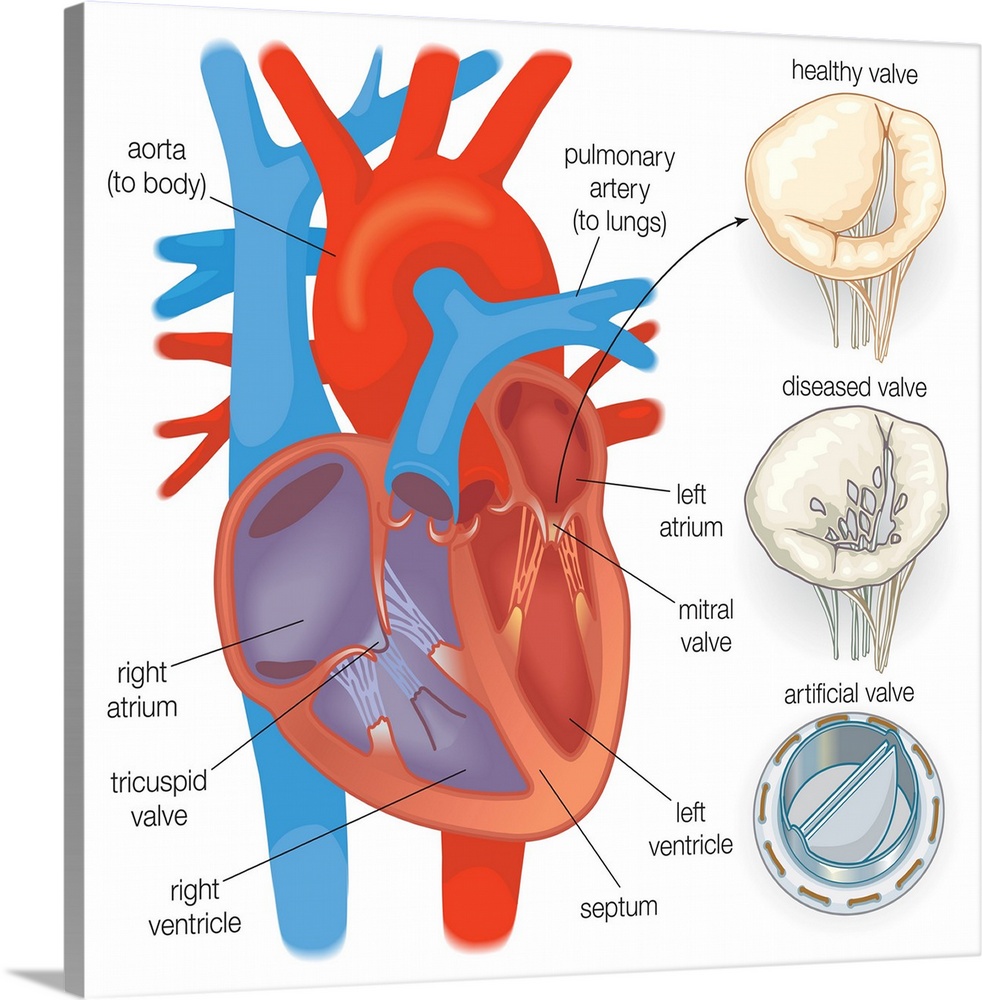 healthy valve
aorta
(to body)
pulmonary
artery
(to lungs)
diseased valve
left
atrium
mitral
valve
right
atrium
artificial valve
tricuspid
valve
left
ventricle
right
ventricle
septum